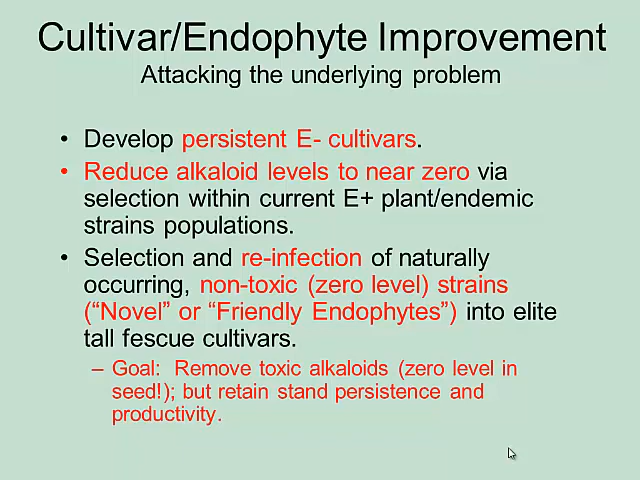 Cultivar/Endophyte Improvement
Attacking the underlying problem
• Develop persistent E- cultivars.
• Reduce alkaloid levels to near zero via
selection within current E+ plant/endemic
strains populations.
• Selection and re-infection of naturally
occurring, non-toxic (zero level) strains
(“Novel” or “Friendly Endophytes”) into elite
tall fescue cultivars.
– Goal:  Remove toxic alkaloids (zero level in
seed!); but retain stand persistence and
productivity.